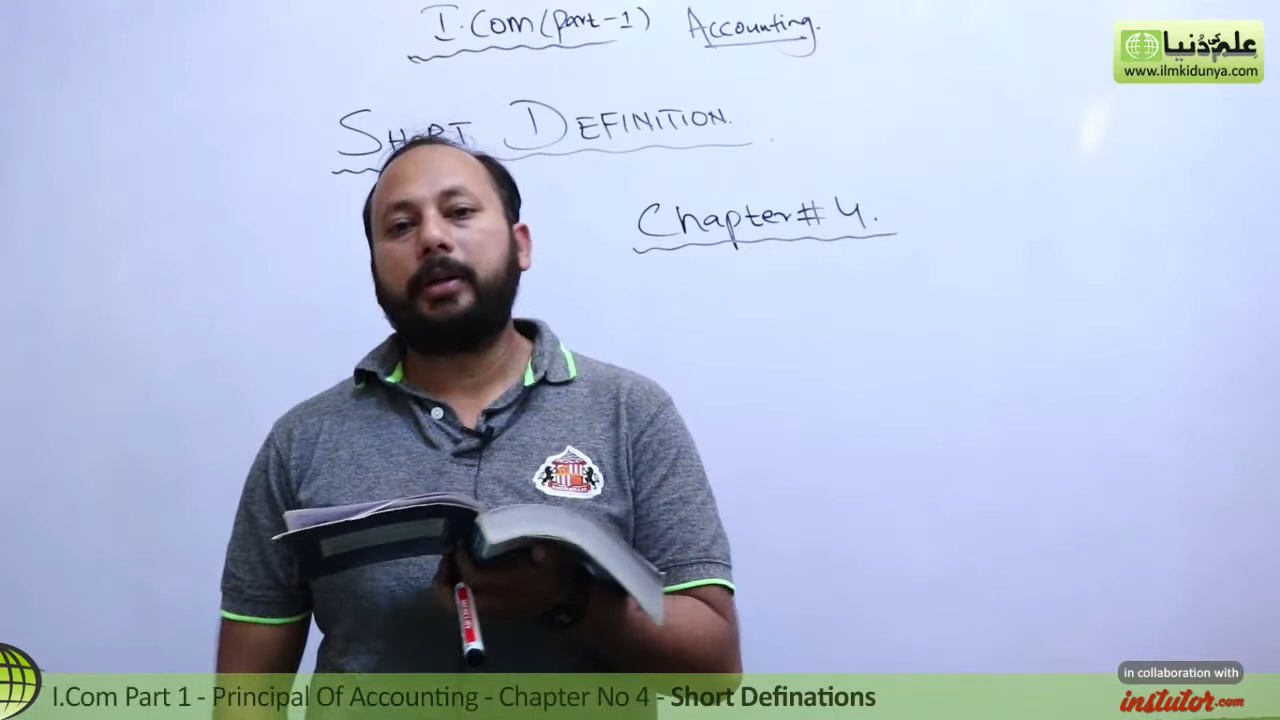 I.Com (part-1) Accounting.
علم کی دُنیا
www.ilmkidunya.com
SHORT DEFINITION.
Chapter # 4.
in collaboration with
I.Com Part 1 - Principal Of Accounting - Chapter No 4 - Short Definations
instutor.com